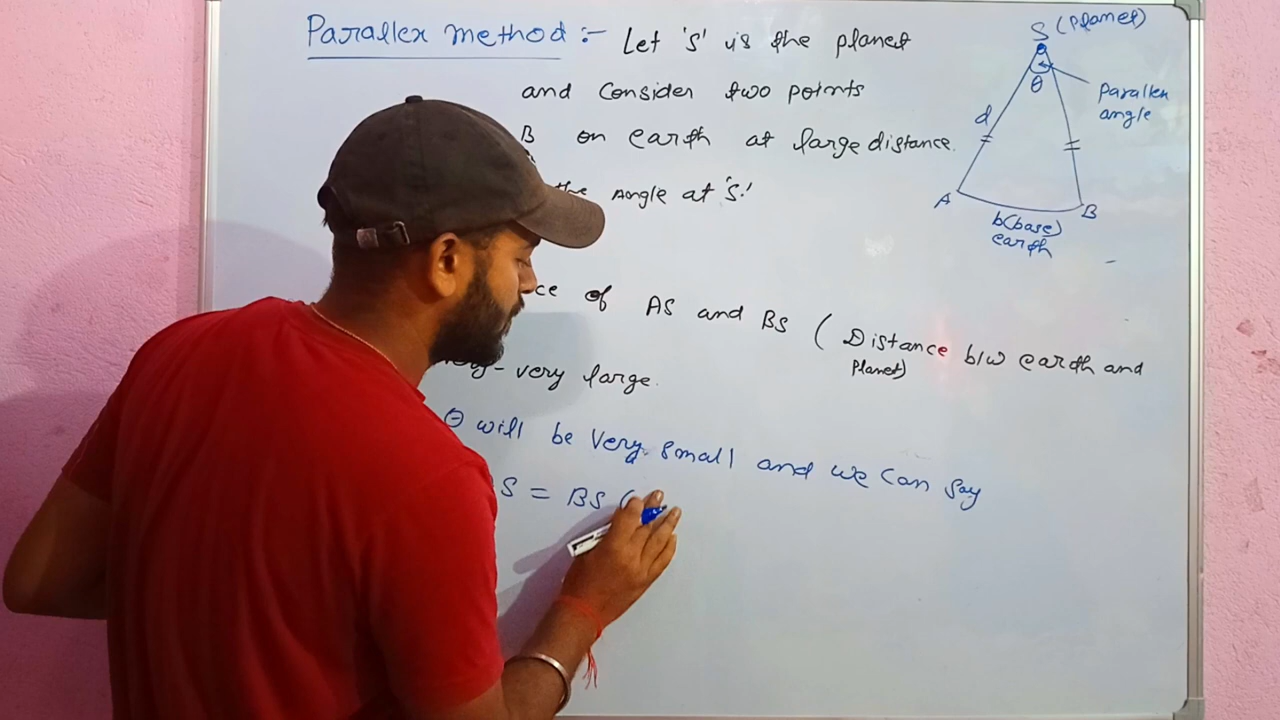 Parallex method :- Let 's' is the planet
and Consider two points
B on earth at large distance.
the Angle at 's.'
ce of AS and BS ( Distance b/w earth and
Planet)
very large.
θ will be Very small and we can say
S = BS (
S (Planet)
θ
Parallex
angle
d
A
B
b(base)
earth